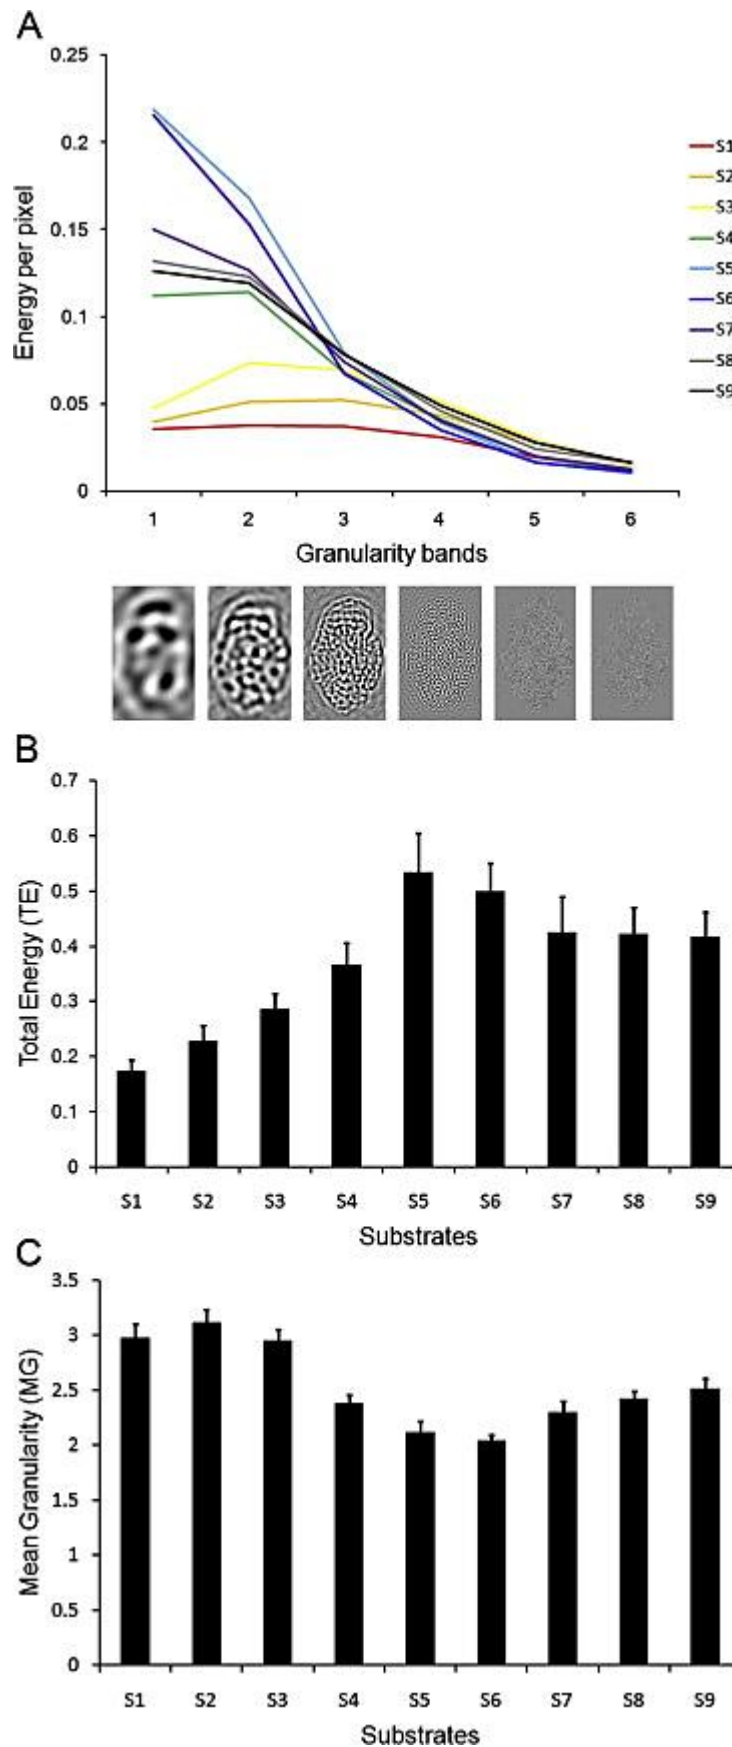 A
0.25
0.2
0.15
0.1
0.05
0
Energy per pixel
1 2 3 4 5 6
Granularity bands
S1
S2
S3
S4
S5
S6
S7
S8
S9
B
0.7
0.6
0.5
0.4
0.3
0.2
0.1
0
Total Energy (TE)
S1 S2 S3 S4 S5 S6 S7 S8 S9
Substrates
C
3.5
3
2.5
2
1.5
1
0.5
0
Mean Granularity (MG)
S1 S2 S3 S4 S5 S6 S7 S8 S9
Substrates